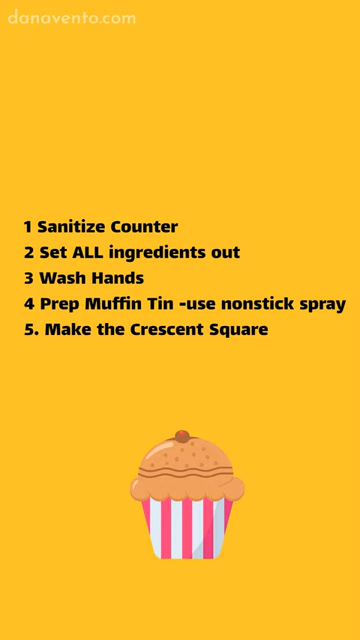 danavento.com
1 Sanitize Counter
2 Set ALL ingredients out
3 Wash Hands
4 Prep Muffin Tin -use nonstick spray
5. Make the Crescent Square